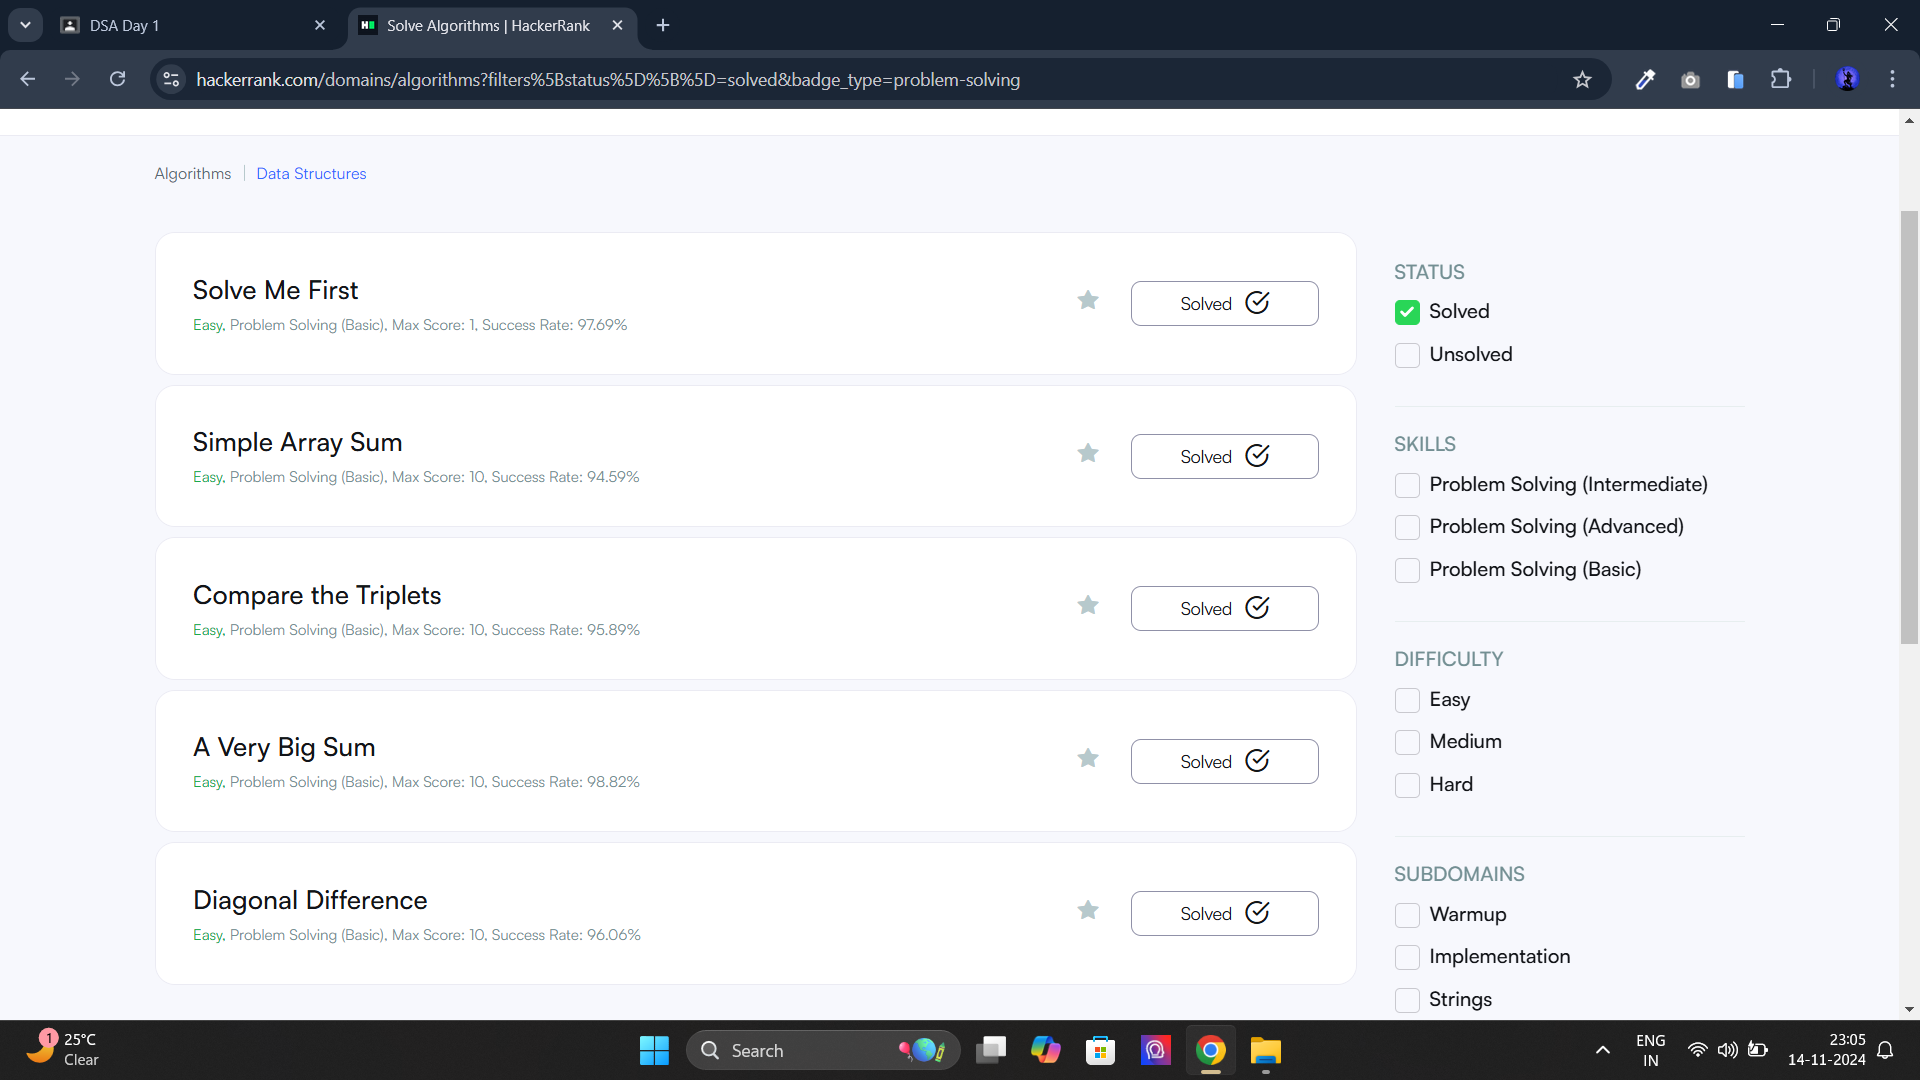 DSA Day 1
Solve Algorithms | HackerRank
hackerrank.com/domains/algorithms?filters%5Bstatus%5D%5B%5D=solved&badge_type=problem-solving
Algorithms
Data Structures
Solve Me First
Easy, Problem Solving (Basic), Max Score: 1, Success Rate: 97.69%
Solved
Simple Array Sum
Easy, Problem Solving (Basic), Max Score: 10, Success Rate: 94.59%
Solved
Compare the Triplets
Easy, Problem Solving (Basic), Max Score: 10, Success Rate: 95.89%
Solved
A Very Big Sum
Easy, Problem Solving (Basic), Max Score: 10, Success Rate: 98.82%
Solved
Diagonal Difference
Easy, Problem Solving (Basic), Max Score: 10, Success Rate: 96.06%
Solved
STATUS
Solved
Unsolved
SKILLS
Problem Solving (Intermediate)
Problem Solving (Advanced)
Problem Solving (Basic)
DIFFICULTY
Easy
Medium
Hard
SUBDOMAINS
Warmup
Implementation
Strings
1
25°C
Clear
Search
ENG
IN
23:05
14-11-2024